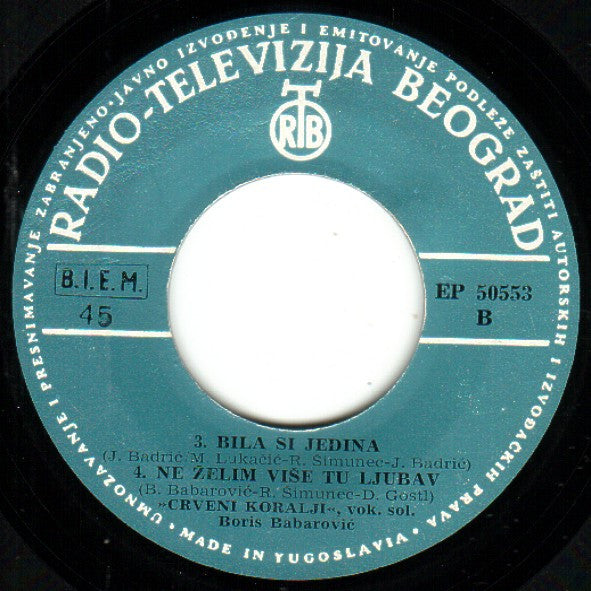 UMNOŽAVANJE I PRESNIMAVANJE ZABRANJENO · JAVNO IZVOĐENJE I EMITOVANJE PODLEŽE ZAŠTITI AUTORSKIH I IZVOĐAČKIH PRAVA ·
RADIO-TELEVIZIJA BEOGRAD
RTB
B.I.E.M.
45
EP 50553
B
3. BILA SI JEDINA
(J. Badrić-M. Lukačić-R. Šimunec-J. Badrić)
4. NE ŽELIM VIŠE TU LJUBAV
(B. Babarović-R. Šimunec-D. Gostl)
»CRVENI KORALJI«, vok. sol.
Boris Babarović
MADE IN YUGOSLAVIA